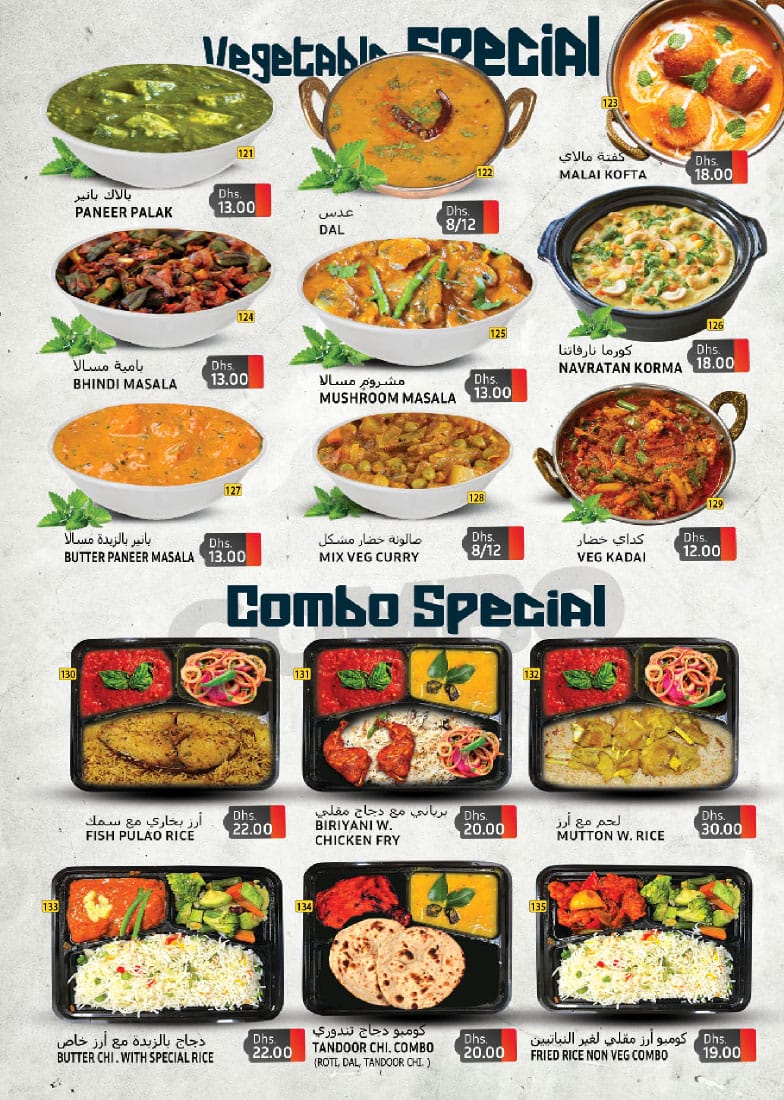 Vegetable Special
121
بالاك بانير
PANEER PALAK
Dhs.
13.00
122
عدس
DAL
Dhs.
8/12
123
كفتة مالاي
MALAI KOFTA
Dhs.
18.00
124
بامية مسالا
BHINDI MASALA
Dhs.
13.00
125
مشروم مسالا
MUSHROOM MASALA
Dhs.
13.00
126
كورما نارفاتنا
NAVRATAN KORMA
Dhs.
18.00
127
بانير بالزبدة مسالا
BUTTER PANEER MASALA
Dhs.
13.00
128
صالونة خضار مشكل
MIX VEG CURRY
Dhs.
8/12
129
كداي خضار
VEG KADAI
Dhs.
12.00
Combo Special
130
أرز بخاري مع سمك
FISH PULAO RICE
Dhs.
22.00
131
برياني مع دجاج مقلي
BIRIYANI W.
CHICKEN FRY
Dhs.
20.00
132
لحم مع أرز
MUTTON W. RICE
Dhs.
30.00
133
دجاج بالزبدة مع أرز خاص
BUTTER CHI. WITH SPECIAL RICE
Dhs.
22.00
134
كومبو دجاج تندوري
TANDOOR CHI. COMBO
(ROTI, DAL, TANDOOR CHI. )
Dhs.
20.00
135
كومبو أرز مقلي لغير النباتيين
FRIED RICE NON VEG COMBO
Dhs.
19.00